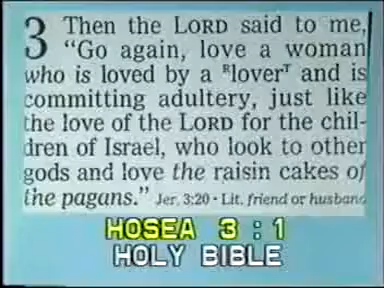 3 Then the LORD said to me,
“Go again, love a woman
who is loved by a Rlover⊤ and is
committing adultery, just like
the love of the LORD for the chil-
dren of Israel, who look to other
gods and love the raisin cakes of
the pagans.” Jer. 3:20 · Lit. friend or husband
HOSEA 3 : 1
HOLY BIBLE